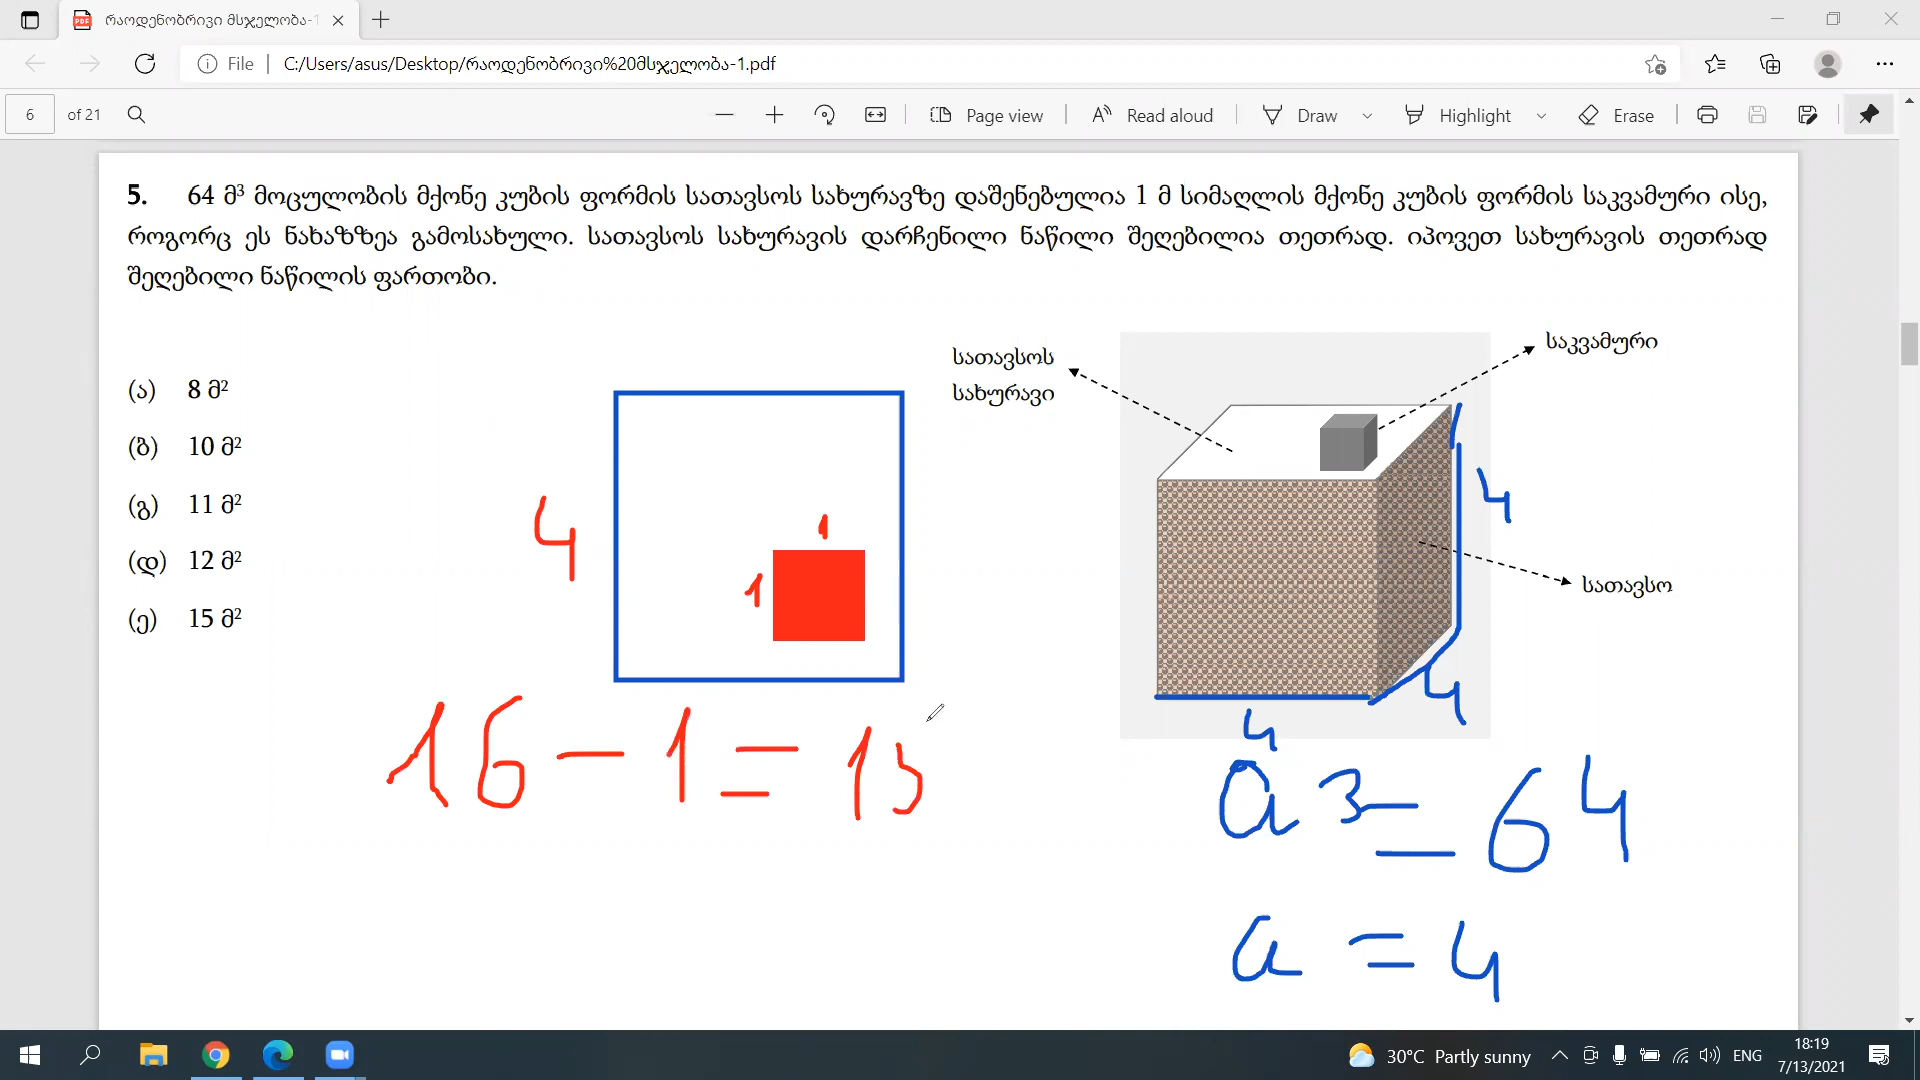 რაოდენობრივი მსჯელობა-1
File
C:/Users/asus/Desktop/რაოდენობრივი%20მსჯელობა-1.pdf
6 of 21
Page view
Read aloud
Draw
Highlight
Erase
5. 64 მ³ მოცულობის მქონე კუბის ფორმის სათავსოს სახურავზე დაშენებულია 1 მ სიმაღლის მქონე კუბის ფორმის საკვამური ისე,
როგორც ეს ნახაზზეა გამოსახული. სათავსოს სახურავის დარჩენილი ნაწილი შეღებილია თეთრად. იპოვეთ სახურავის თეთრად
შეღებილი ნაწილის ფართობი.
(ა) 8 მ²
(ბ) 10 მ²
(გ) 11 მ²
(დ) 12 მ²
(ე) 15 მ²
4
1
1
16 - 1 = 15
სათავსოს
სახურავი
საკვამური
4
სათავსო
4
4
a³ = 64
a = 4
30°C Partly sunny
ENG
18:19
7/13/2021